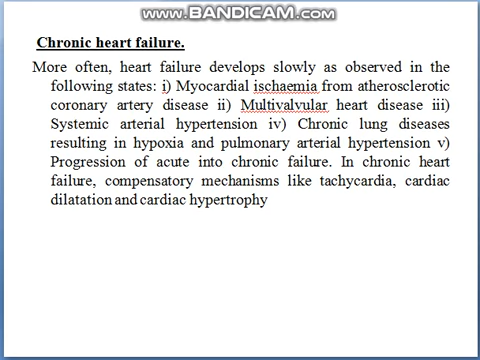 www.BANDICAM.com
Chronic heart failure.
More often, heart failure develops slowly as observed in the
following states: i) Myocardial ischaemia from atherosclerotic
coronary artery disease ii) Multivalvular heart disease iii)
Systemic arterial hypertension iv) Chronic lung diseases
resulting in hypoxia and pulmonary arterial hypertension v)
Progression of acute into chronic failure. In chronic heart
failure, compensatory mechanisms like tachycardia, cardiac
dilatation and cardiac hypertrophy